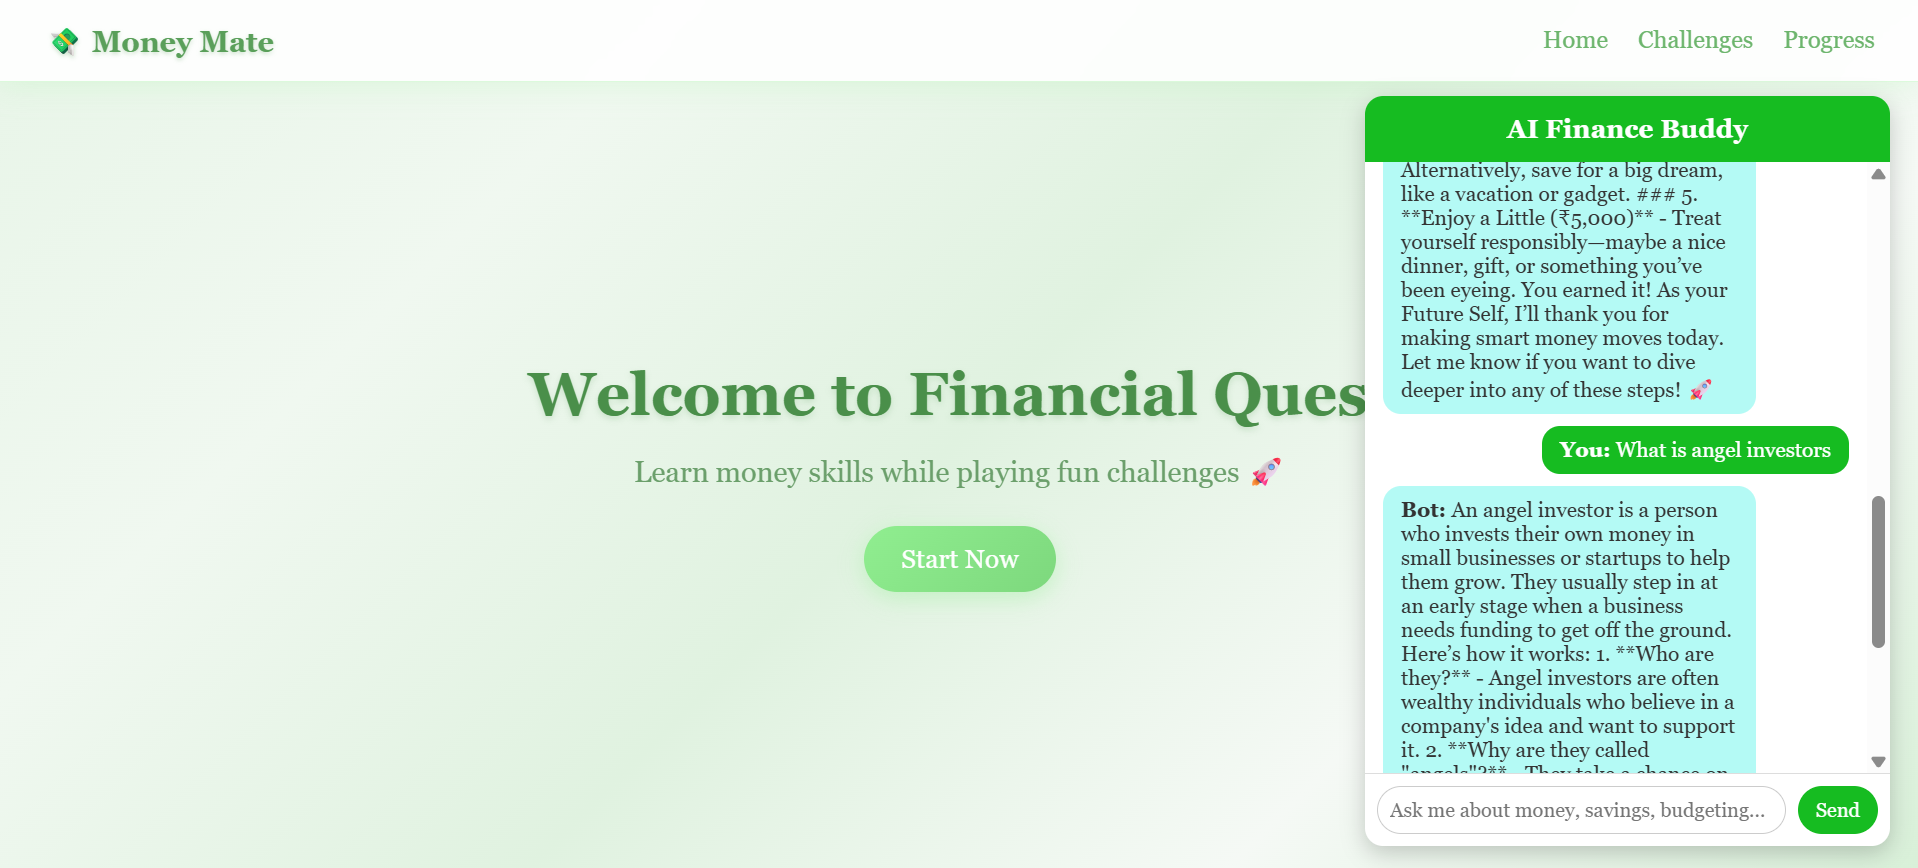 💸 Money Mate
Home Challenges Progress
Welcome to Financial Ques
Learn money skills while playing fun challenges 🚀
Start Now
AI Finance Buddy
Alternatively, save for a big dream,
like a vacation or gadget. ### 5.
**Enjoy a Little (₹5,000)** - Treat
yourself responsibly—maybe a nice
dinner, gift, or something you’ve
been eyeing. You earned it! As your
Future Self, I’ll thank you for
making smart money moves today.
Let me know if you want to dive
deeper into any of these steps! 🚀
You: What is angel investors
Bot: An angel investor is a person
who invests their own money in
small businesses or startups to help
them grow. They usually step in at
an early stage when a business
needs funding to get off the ground.
Here’s how it works: 1. **Who are
they?** - Angel investors are often
wealthy individuals who believe in a
company's idea and want to support
it. 2. **Why are they called
"angels"?** - They take a chance on
Ask me about money, savings, budgeting...
Send